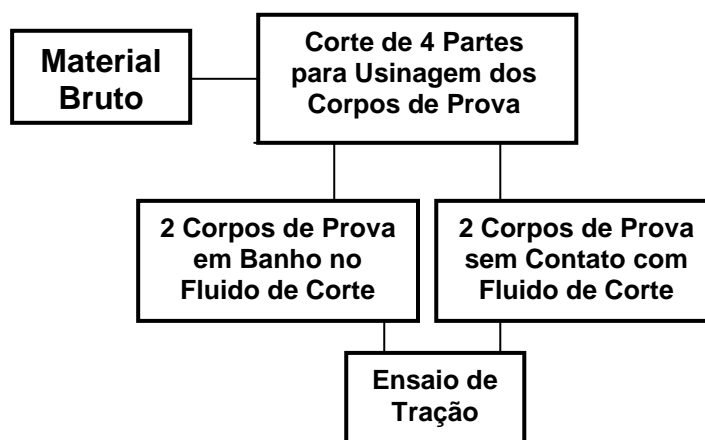 Material
Bruto
Corte de 4 Partes
para Usinagem dos
Corpos de Prova
2 Corpos de Prova
em Banho no
Fluido de Corte
2 Corpos de Prova
sem Contato com
Fluido de Corte
Ensaio de
Tração